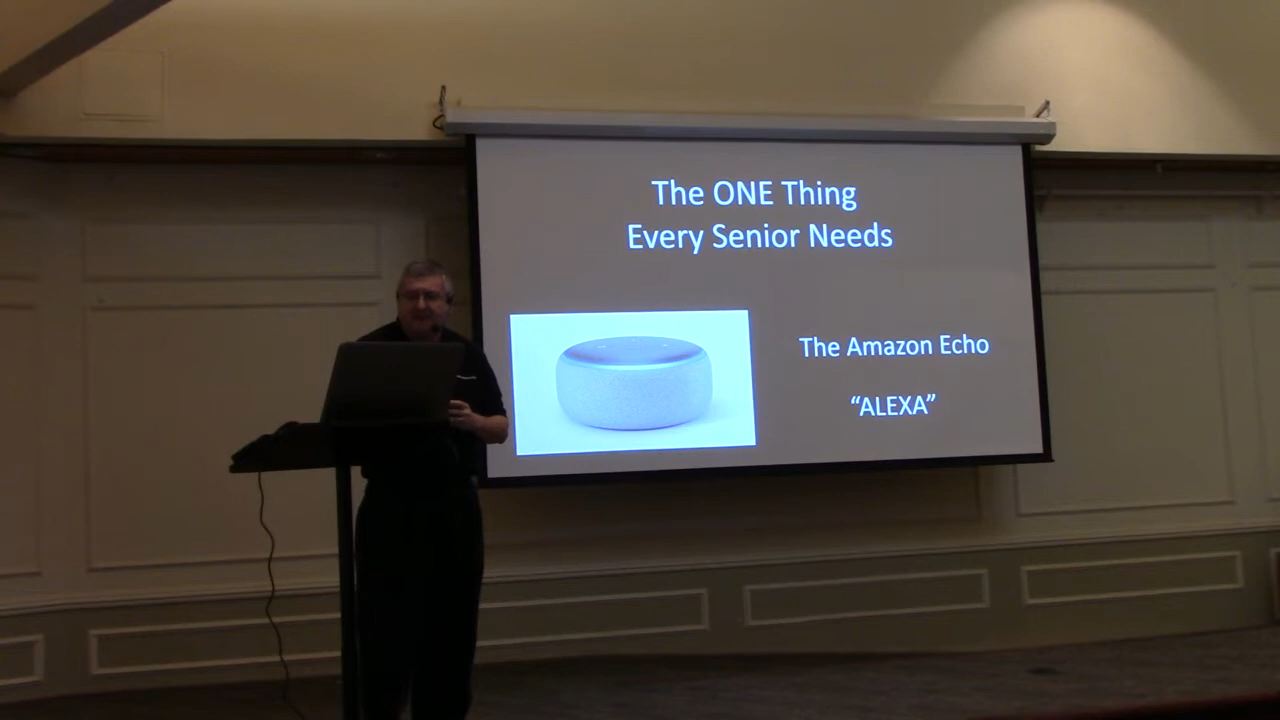 The ONE Thing
Every Senior Needs
The Amazon Echo
“ALEXA”